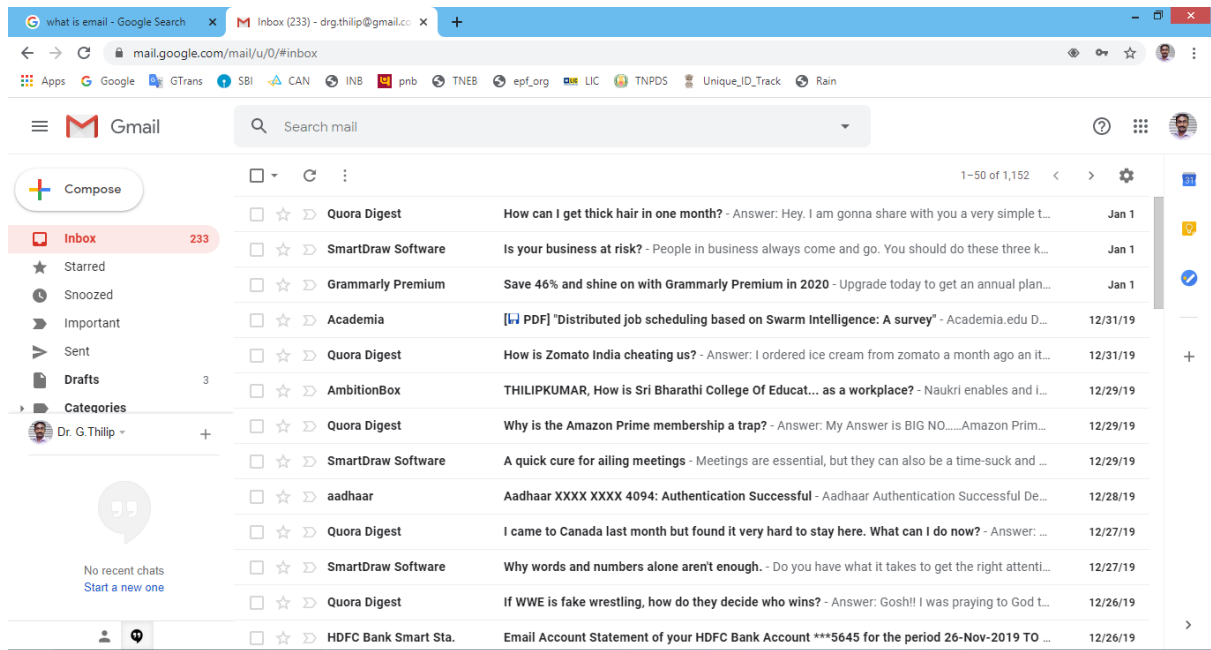 what is email - Google Search
Inbox (233) - drg.thilip@gmail.co
mail.google.com/mail/u/0/#inbox
Apps Google GTrans SBI CAN INB pnb TNEB epf_org LIC TNPDS Unique_ID_Track Rain
Gmail
Search mail
Compose
1–50 of 1,152
31
Inbox 233
Starred
Snoozed
Important
Sent
Drafts 3
Categories
Dr. G.Thilip
No recent chats
Start a new one
Quora Digest How can I get thick hair in one month? - Answer: Hey. I am gonna share with you a very simple t... Jan 1
SmartDraw Software Is your business at risk? - People in business always come and go. You should do these three k... Jan 1
Grammarly Premium Save 46% and shine on with Grammarly Premium in 2020 - Upgrade today to get an annual plan... Jan 1
Academia [PDF] "Distributed job scheduling based on Swarm Intelligence: A survey" - Academia.edu D... 12/31/19
Quora Digest How is Zomato India cheating us? - Answer: I ordered ice cream from zomato a month ago an it... 12/31/19
AmbitionBox THILIPKUMAR, How is Sri Bharathi College Of Educat... as a workplace? - Naukri enables and i... 12/29/19
Quora Digest Why is the Amazon Prime membership a trap? - Answer: My Answer is BIG NO......Amazon Prim... 12/29/19
SmartDraw Software A quick cure for ailing meetings - Meetings are essential, but they can also be a time-suck and ... 12/29/19
aadhaar Aadhaar XXXX XXXX 4094: Authentication Successful - Aadhaar Authentication Successful De... 12/28/19
Quora Digest I came to Canada last month but found it very hard to stay here. What can I do now? - Answer: ... 12/27/19
SmartDraw Software Why words and numbers alone aren't enough. - Do you have what it takes to get the right attenti... 12/27/19
Quora Digest If WWE is fake wrestling, how do they decide who wins? - Answer: Gosh!! I was praying to God t... 12/26/19
HDFC Bank Smart Sta. Email Account Statement of your HDFC Bank Account ***5645 for the period 26-Nov-2019 TO ... 12/26/19